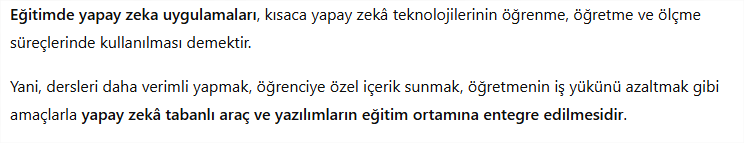 Eğitimde yapay zeka uygulamaları, kısaca yapay zekâ teknolojilerinin öğrenme, öğretme ve ölçme
süreçlerinde kullanılması demektir.
Yani, dersleri daha verimli yapmak, öğrenciye özel içerik sunmak, öğretmenin iş yükünü azaltmak gibi
amaçlarla yapay zekâ tabanlı araç ve yazılımların eğitim ortamına entegre edilmesidir.